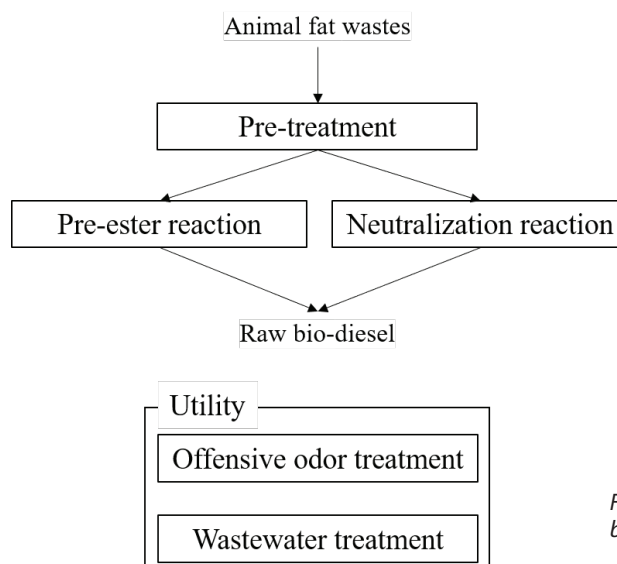 Animal fat wastes
Pre-treatment
Pre-ester reaction
Neutralization reaction
Raw bio-diesel
Utility
Offensive odor treatment
Wastewater treatment